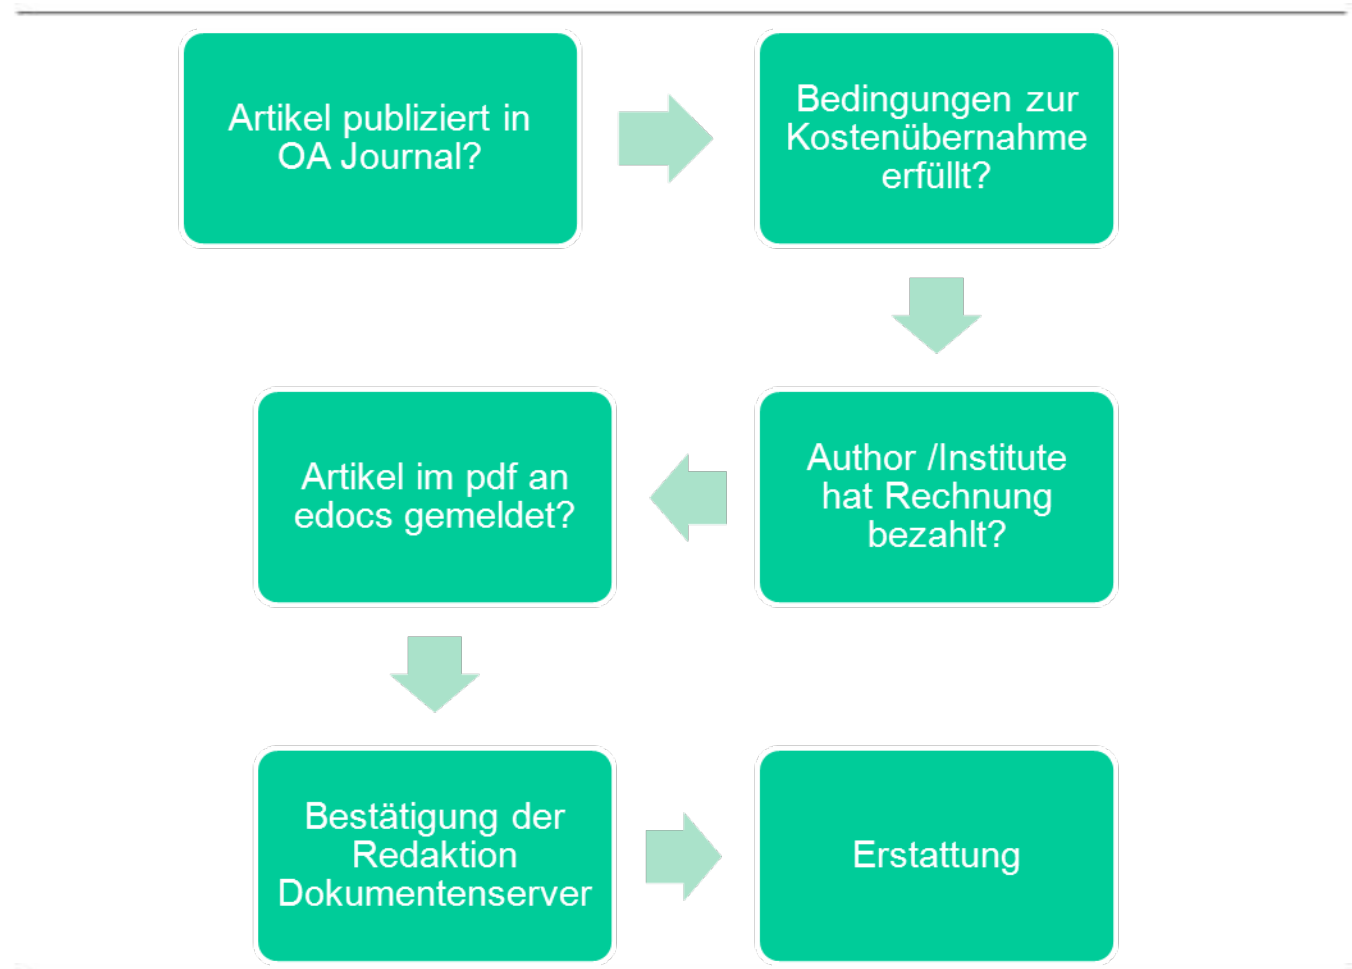 Artikel publiziert in
OA Journal?
Bedingungen zur
Kostenübernahme
erfüllt?
Author /Institute
hat Rechnung
bezahlt?
Artikel im pdf an
edocs gemeldet?
Bestätigung der
Redaktion
Dokumentenserver
Erstattung